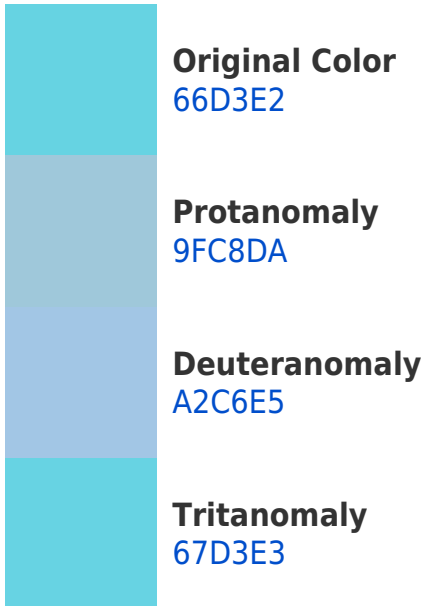 Original Color
66D3E2
Protanomaly
9FC8DA
Deuteranomaly
A2C6E5
Tritanomaly
67D3E3